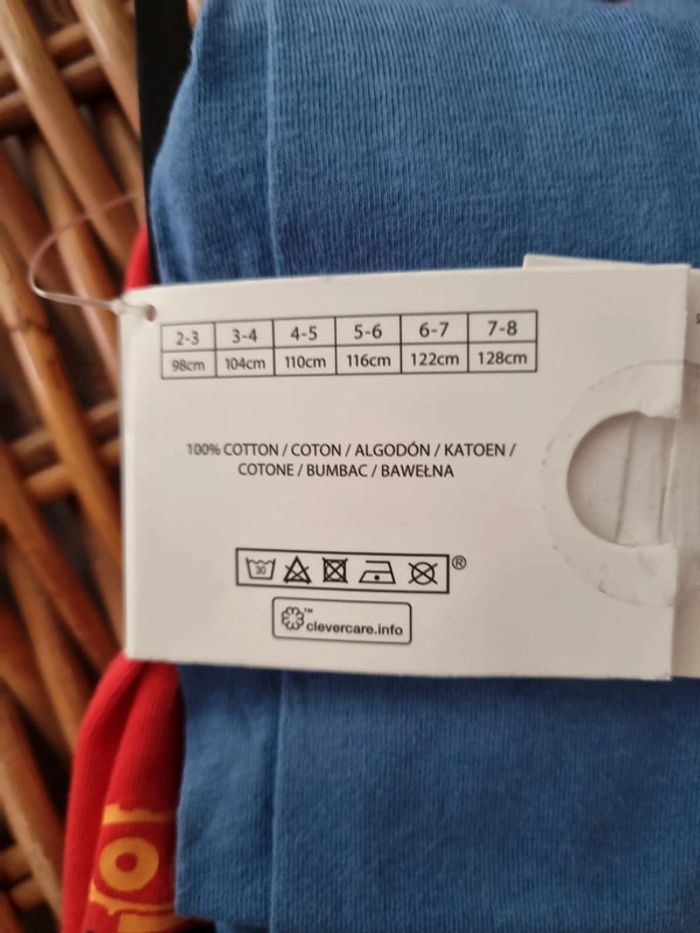 2-3 3-4 4-5 5-6 6-7 7-8
98cm 104cm 110cm 116cm 122cm 128cm
100% COTTON / COTON / ALGODÓN / KATOEN /
COTONE / BUMBAC / BAWEŁNA
30 ®
™
clevercare.info